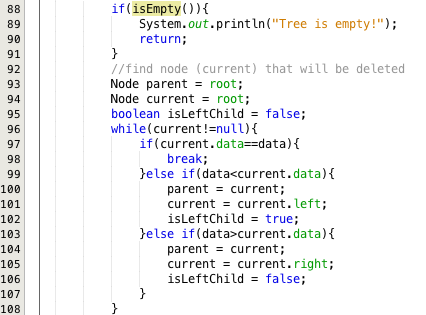 88 if(isEmpty()){
89 System.out.println("Tree is empty!");
90 return;
91 }
92 //find node (current) that will be deleted
93 Node parent = root;
94 Node current = root;
95 boolean isLeftChild = false;
96 while(current!=null){
97 if(current.data==data){
98 break;
99 }else if(data<current.data){
100 parent = current;
101 current = current.left;
102 isLeftChild = true;
103 }else if(data>current.data){
104 parent = current;
105 current = current.right;
106 isLeftChild = false;
107 }
108 }